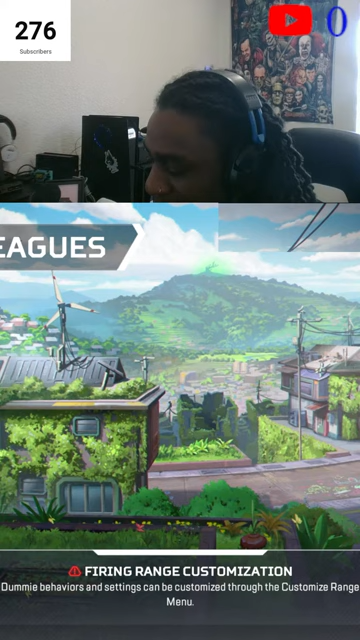 276
Subscribers
0
EAGUES
FIRING RANGE CUSTOMIZATION
Dummie behaviors and settings can be customized through the Customize Range
Menu.